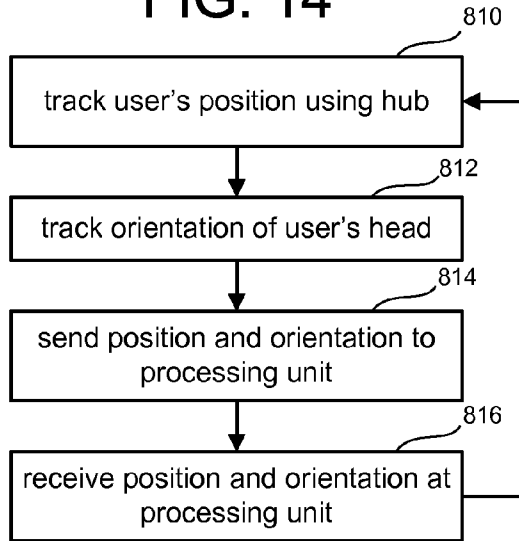 FIG. 14
810
track user's position using hub
812
track orientation of user's head
814
send position and orientation to
processing unit
816
receive position and orientation at
processing unit